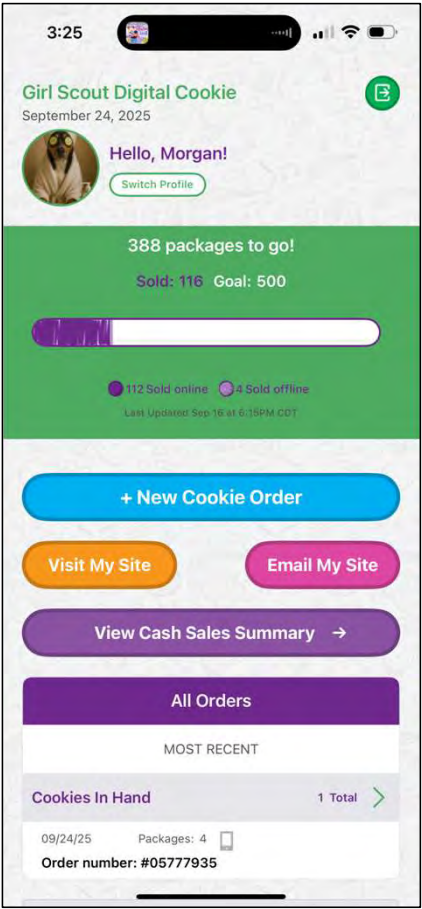 3:25
Girl Scout Digital Cookie
September 24, 2025
Hello, Morgan!
Switch Profile
388 packages to go!
Sold: 116 Goal: 500
112 Sold online 4 Sold offline
Last Updated Sep 16 at 6:15PM CDT
+ New Cookie Order
Visit My Site
Email My Site
View Cash Sales Summary →
All Orders
MOST RECENT
Cookies In Hand 1 Total
09/24/25 Packages: 4
Order number: #05777935